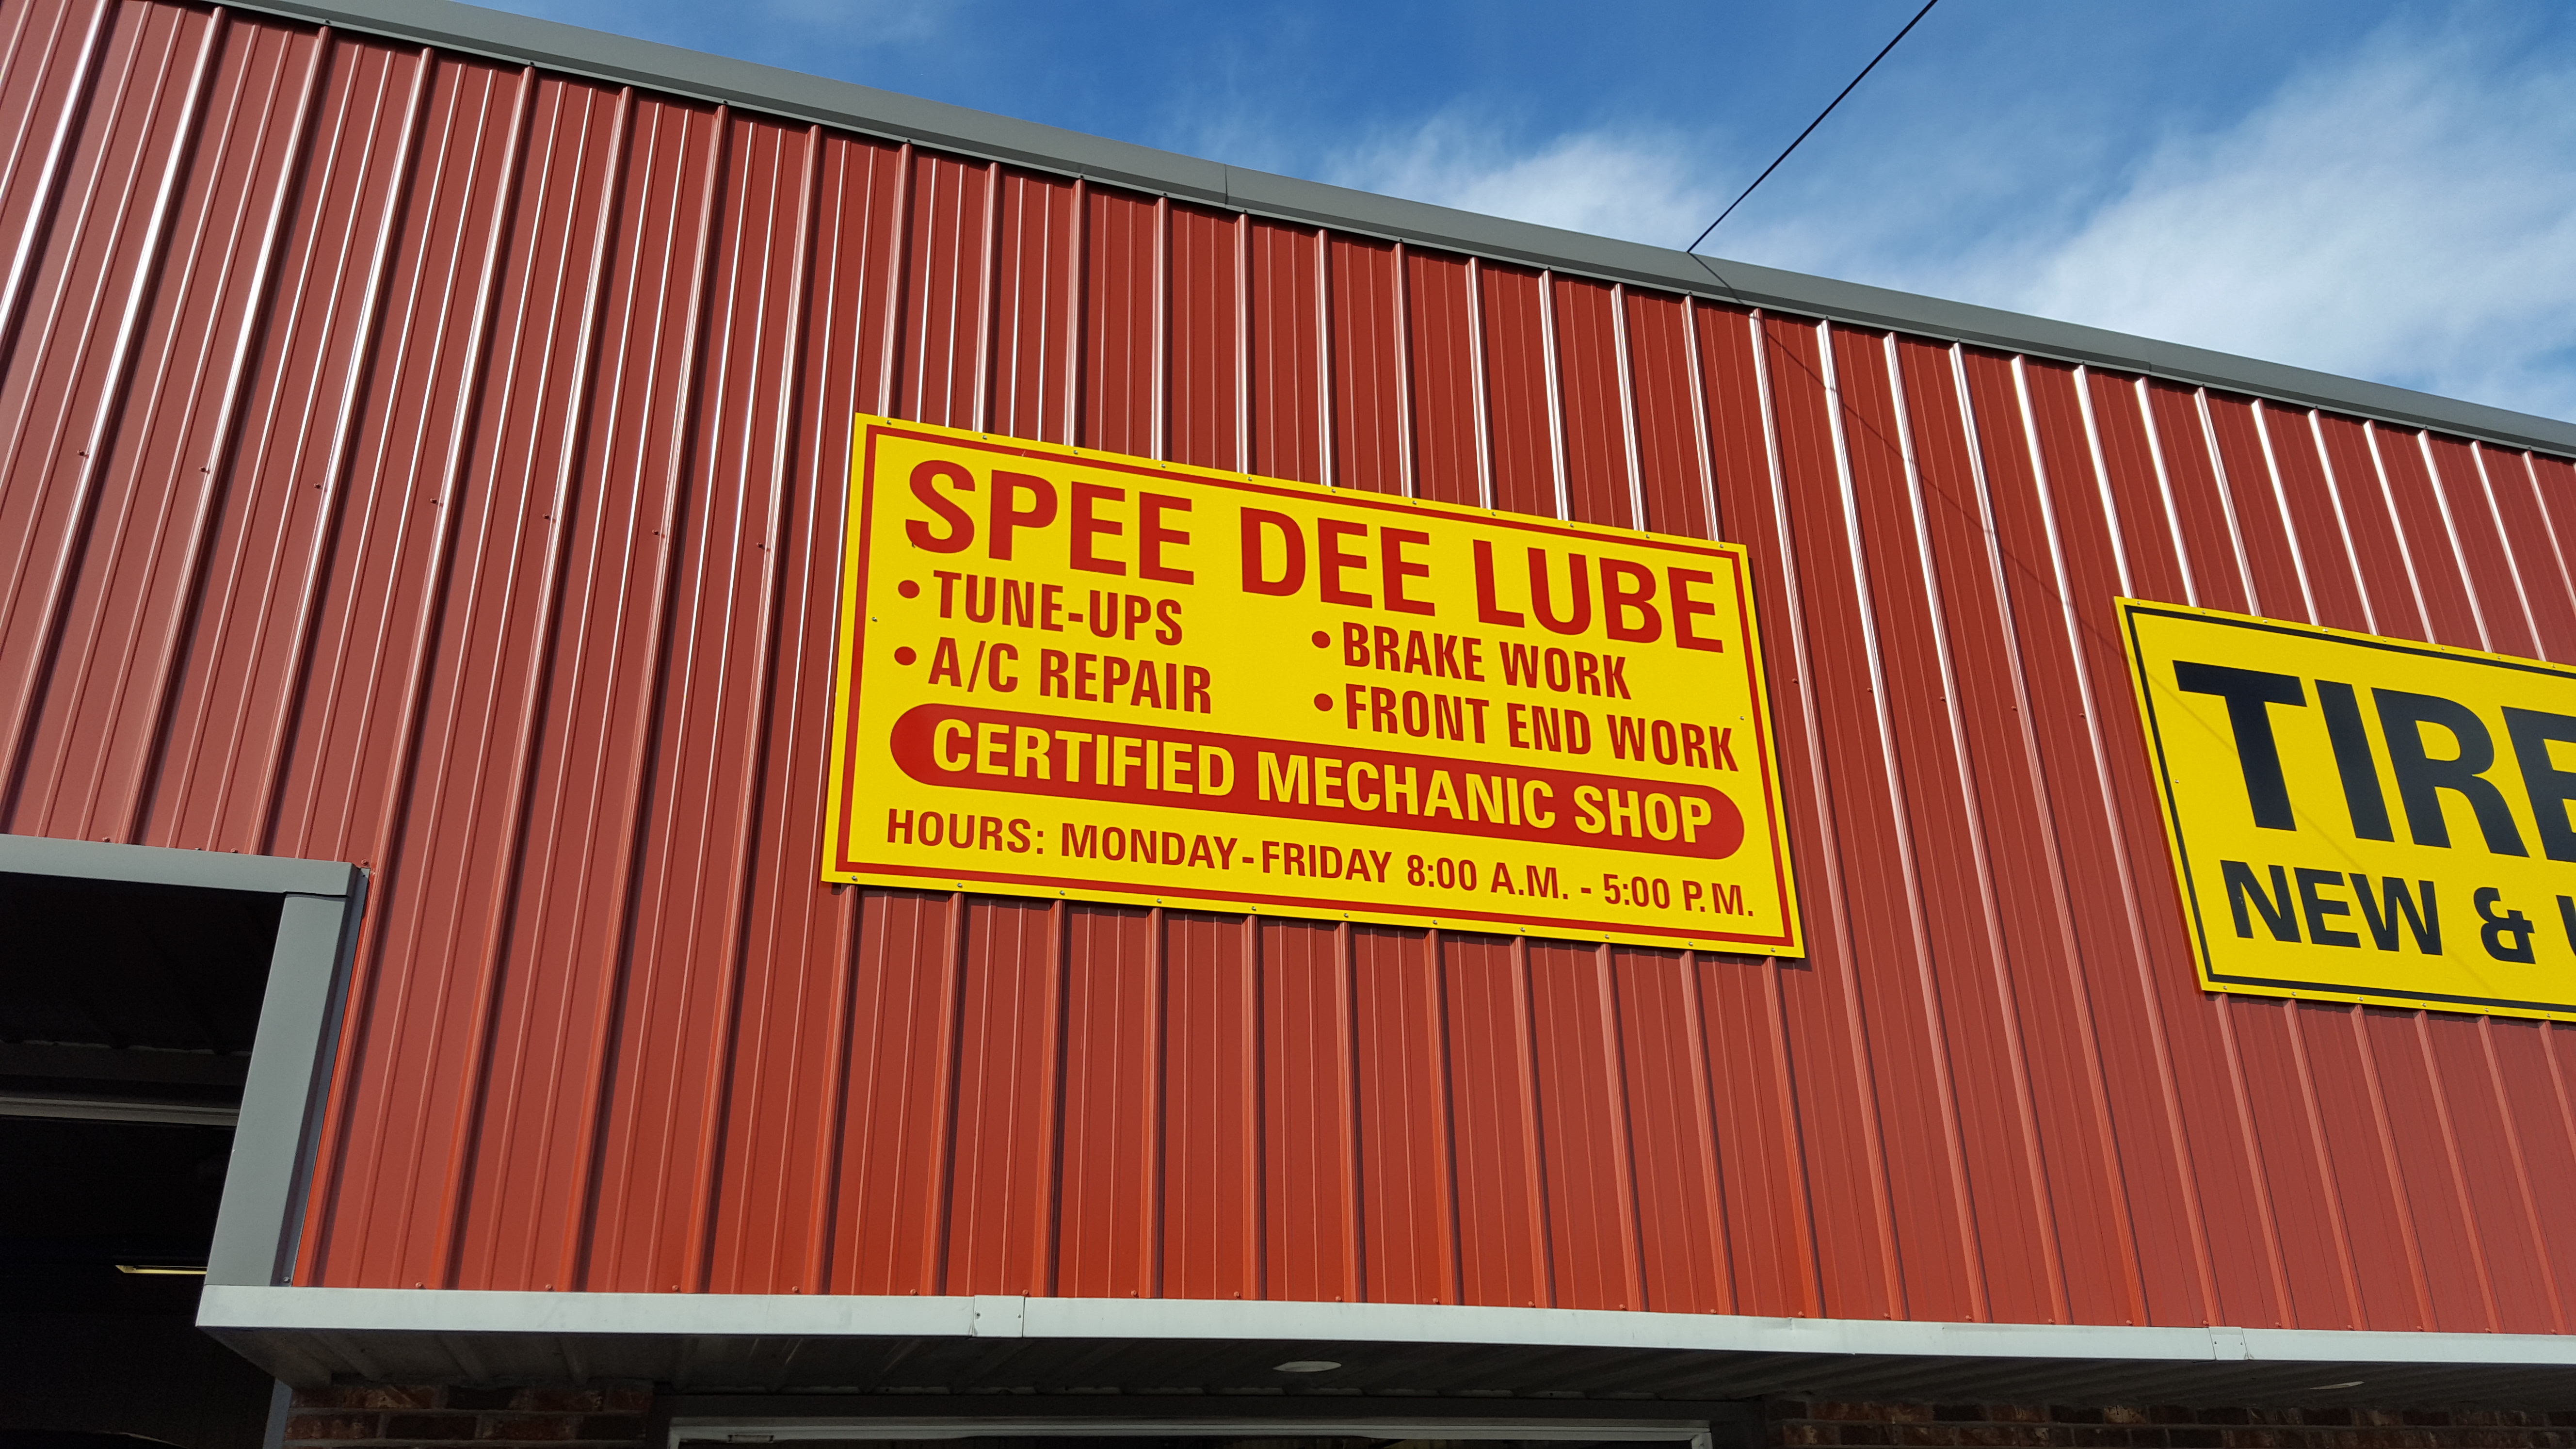 SPEE DEE LUBE
• TUNE-UPS
• A/C REPAIR
• BRAKE WORK
• FRONT END WORK
CERTIFIED MECHANIC SHOP
HOURS: MONDAY-FRIDAY 8:00 A.M. - 5:00 P.M.
TIRE
NEW &